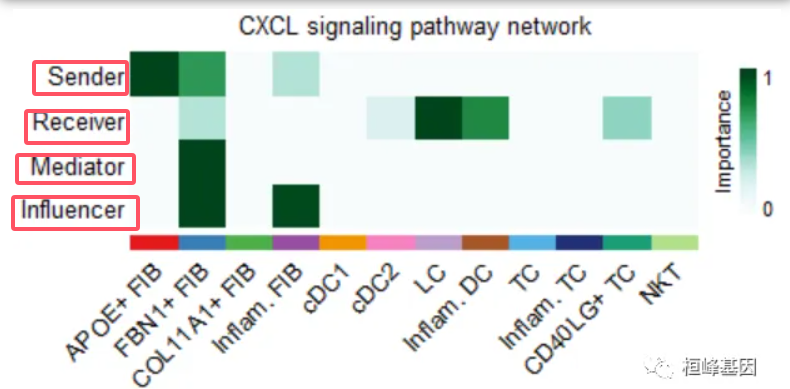 CXCL signaling pathway network
Sender
Receiver
Mediator
Influencer
Importance
1
0
APOE+ FIB
FBN1+ FIB
COL11A1+ FIB
Inflam. FIB
cDC1
cDC2
LC
Inflam. DC
TC
Inflam. TC
CD40LG+ TC
NKT
桓峰基因